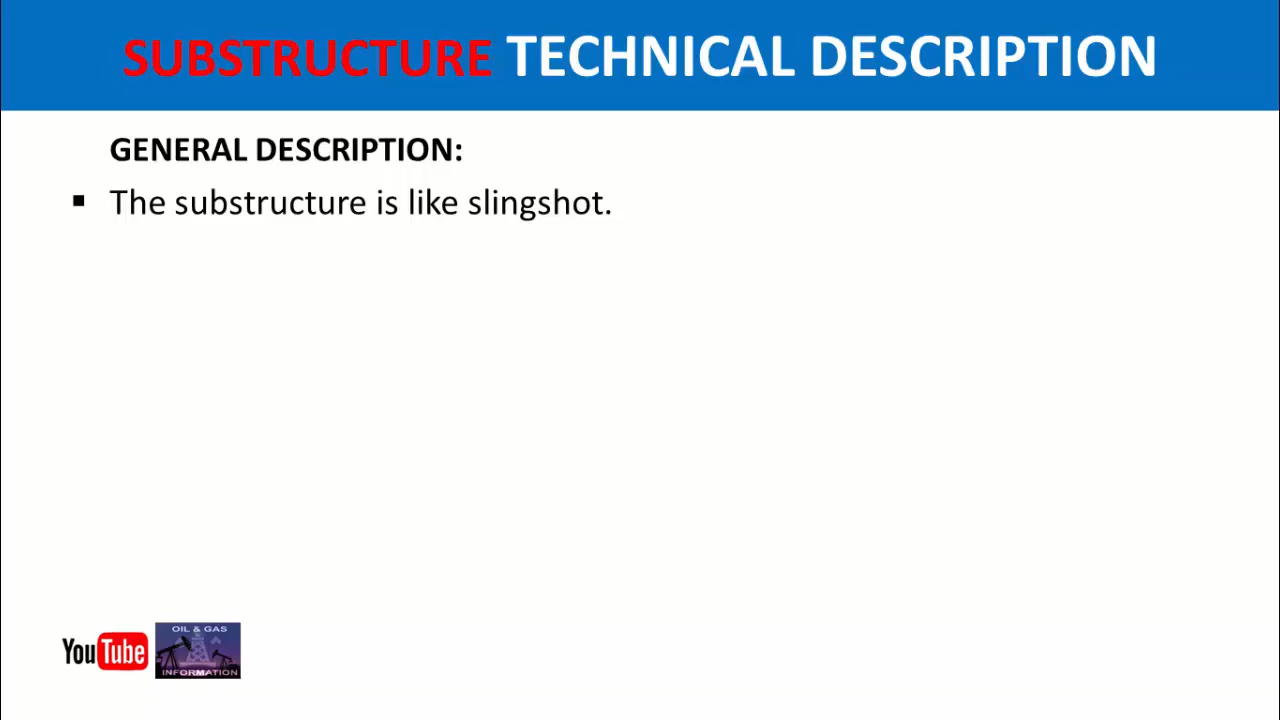 SUBSTRUCTURE TECHNICAL DESCRIPTION
GENERAL DESCRIPTION:
▪ The substructure is like slingshot.
YouTube
OIL & GAS
INFORMATION